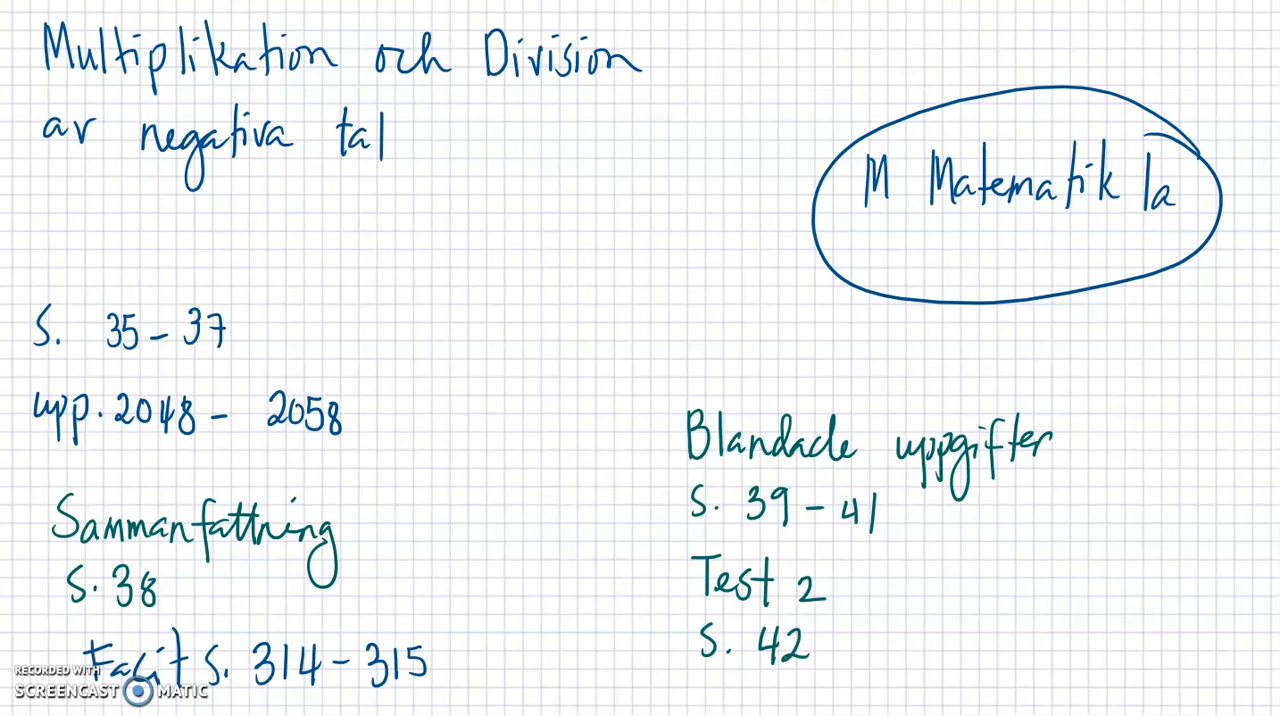 Multiplikation och Division
av negativa tal
M Matematik 1a
S. 35 - 37
upp. 2048 - 2058
Sammanfattning
S. 38
Facit S. 314 - 315
Blandade uppgifter
S. 39 - 41
Test 2
S. 42
RECORDED WITH
SCREENCAST MATIC